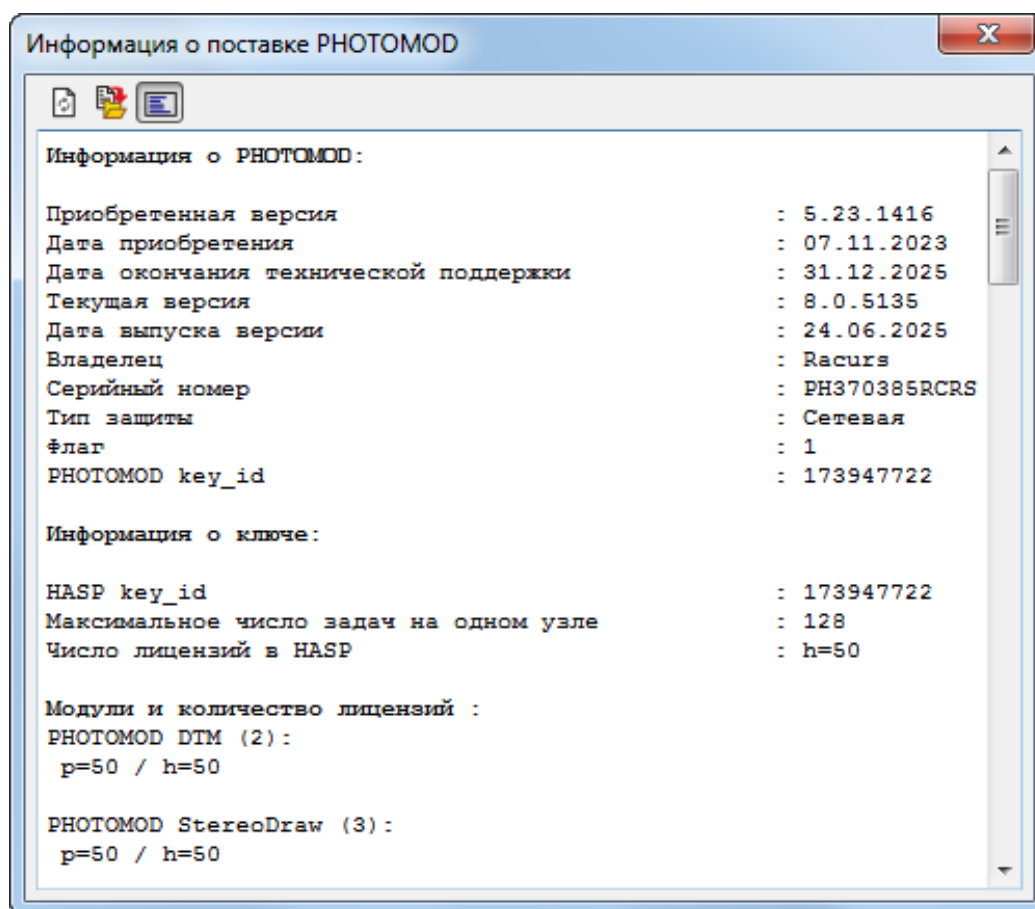 Информация о поставке PHOTOMOD
Информация о PHOTOMOD:
Приобретенная версия : 5.23.1416
Дата приобретения : 07.11.2023
Дата окончания технической поддержки : 31.12.2025
Текущая версия : 8.0.5135
Дата выпуска версии : 24.06.2025
Владелец : Racurs
Серийный номер : PH370385RCRS
Тип защиты : Сетевая
Флаг : 1
PHOTOMOD key_id : 173947722
Информация о ключе:
HASP key_id : 173947722
Максимальное число задач на одном узле : 128
Число лицензий в HASP : h=50
Модули и количество лицензий :
PHOTOMOD DTM (2):
p=50 / h=50
PHOTOMOD StereoDraw (3):
p=50 / h=50